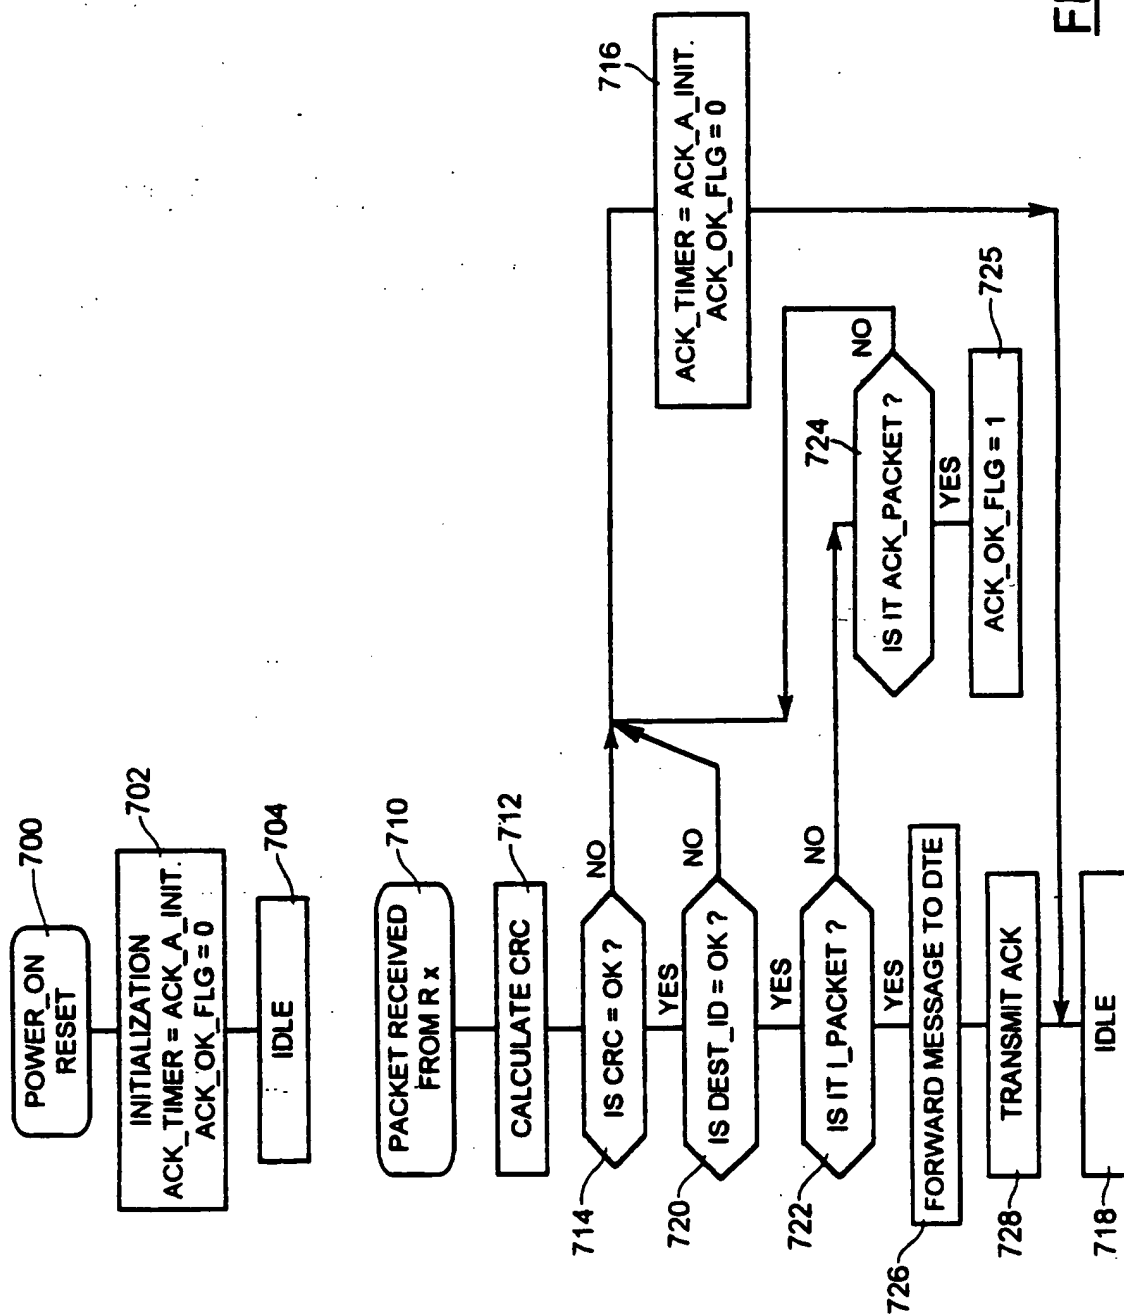 POWER_ON
RESET
700
INITIALIZATION
ACK_TIMER = ACK_A_INIT.
ACK_OK_FLG = 0
702
IDLE
704
PACKET RECEIVED
FROM R x
710
CALCULATE CRC
712
IS CRC = OK ?
714
NO
YES
ACK_TIMER = ACK_A_INIT.
ACK_OK_FLG = 0
716
IS DEST_ID = OK ?
720
NO
YES
IS IT I_PACKET ?
722
NO
YES
IS IT ACK_PACKET ?
724
NO
YES
ACK_OK_FLG = 1
725
FORWARD MESSAGE TO DTE
726
TRANSMIT ACK
728
IDLE
718